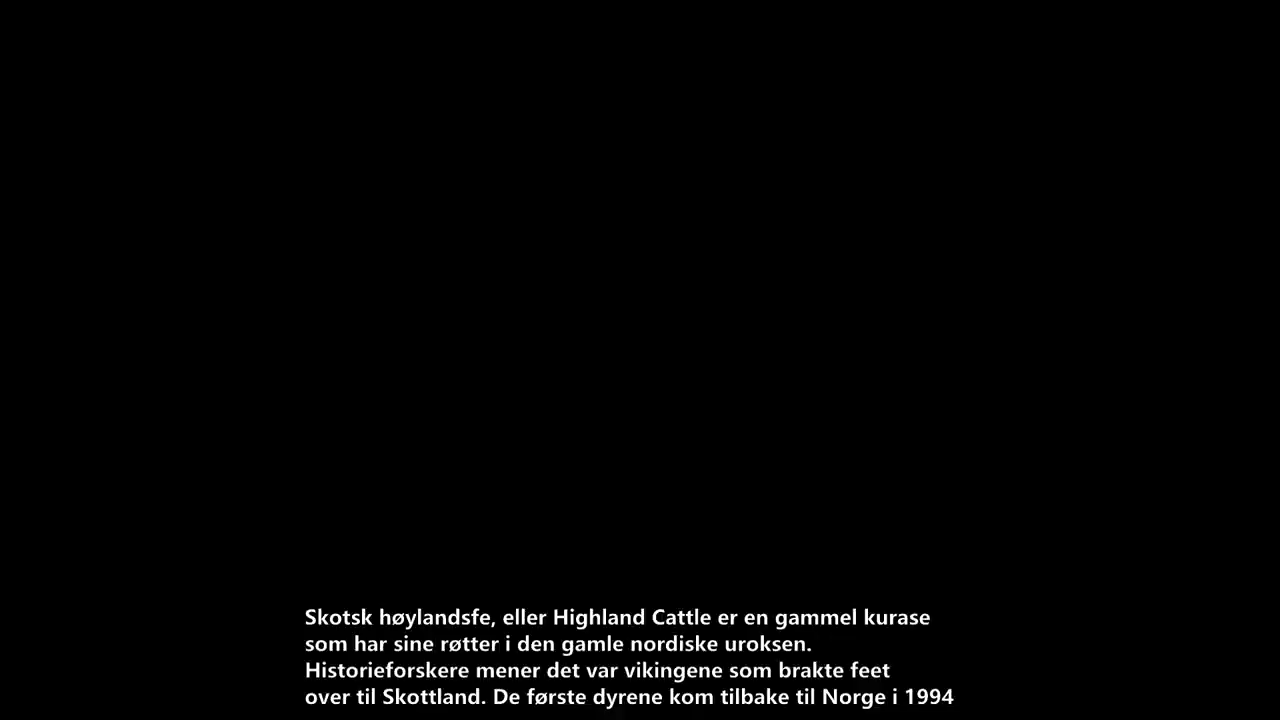 Skotsk høylandsfe, eller Highland Cattle er en gammel kurase
som har sine røtter i den gamle nordiske uroksen.
Historieforskere mener det var vikingene som brakte feet
over til Skottland. De første dyrene kom tilbake til Norge i 1994